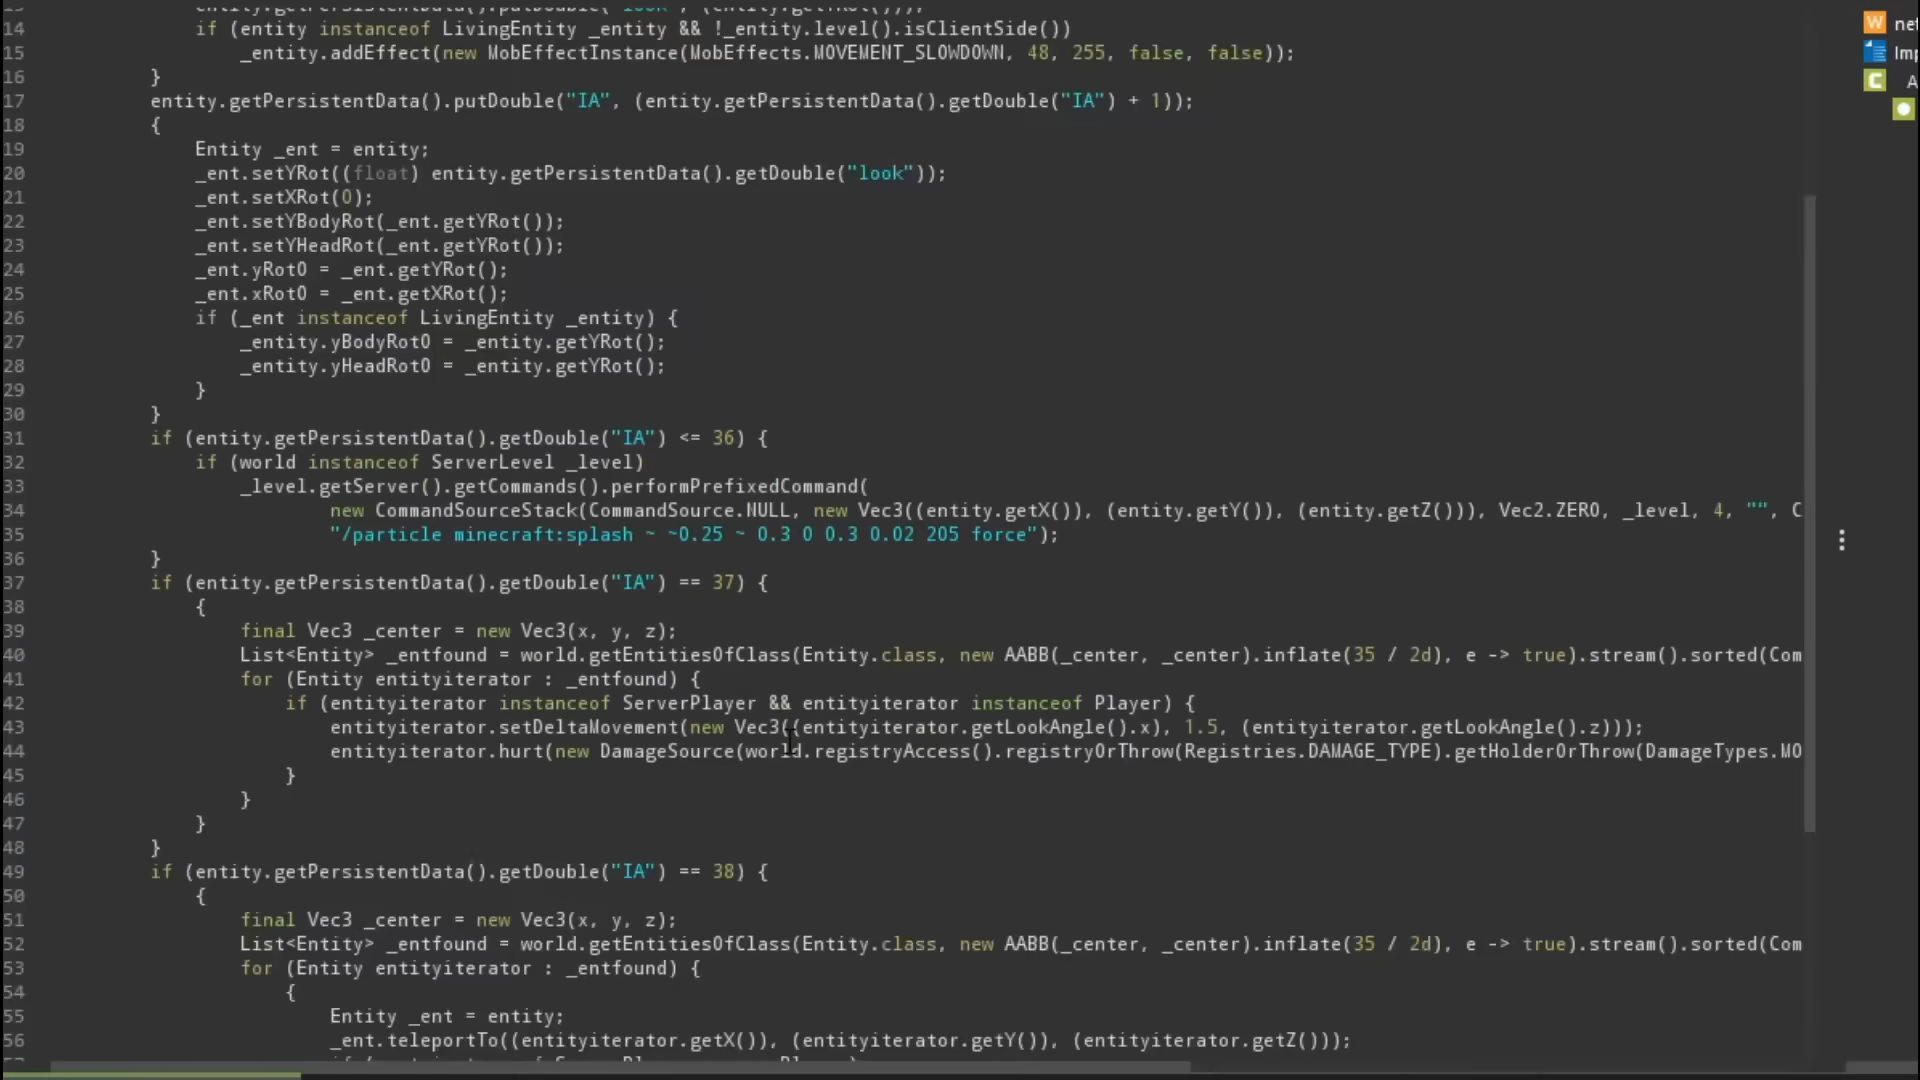 13 entity.getPersistentData().putDouble("look", (entity.getYRot()));
14 if (entity instanceof LivingEntity _entity && !_entity.level().isClientSide())
15 _entity.addEffect(new MobEffectInstance(MobEffects.MOVEMENT_SLOWDOWN, 48, 255, false, false));
16 }
17 entity.getPersistentData().putDouble("IA", (entity.getPersistentData().getDouble("IA") + 1));
18 {
19 Entity _ent = entity;
20 _ent.setYRot((float) entity.getPersistentData().getDouble("look"));
21 _ent.setXRot(0);
22 _ent.setYBodyRot(_ent.getYRot());
23 _ent.setYHeadRot(_ent.getYRot());
24 _ent.yRotO = _ent.getYRot();
25 _ent.xRotO = _ent.getXRot();
26 if (_ent instanceof LivingEntity _entity) {
27 _entity.yBodyRotO = _entity.getYRot();
28 _entity.yHeadRotO = _entity.getYRot();
29 }
30 }
31 if (entity.getPersistentData().getDouble("IA") <= 36) {
32 if (world instanceof ServerLevel _level)
33 _level.getServer().getCommands().performPrefixedCommand(
34 new CommandSourceStack(CommandSource.NULL, new Vec3((entity.getX()), (entity.getY()), (entity.getZ())), Vec2.ZERO, _level, 4, "", C
35 "/particle minecraft:splash ~ ~0.25 ~ 0.3 0 0.3 0.02 205 force");
36 }
37 if (entity.getPersistentData().getDouble("IA") == 37) {
38 {
39 final Vec3 _center = new Vec3(x, y, z);
40 List<Entity> _entfound = world.getEntitiesOfClass(Entity.class, new AABB(_center, _center).inflate(35 / 2d), e -> true).stream().sorted(Com
41 for (Entity entityiterator : _entfound) {
42 if (entityiterator instanceof ServerPlayer && entityiterator instanceof Player) {
43 entityiterator.setDeltaMovement(new Vec3((entityiterator.getLookAngle().x), 1.5, (entityiterator.getLookAngle().z)));
44 entityiterator.hurt(new DamageSource(world.registryAccess().registryOrThrow(Registries.DAMAGE_TYPE).getHolderOrThrow(DamageTypes.MO
45 }
46 }
47 }
48 }
49 if (entity.getPersistentData().getDouble("IA") == 38) {
50 {
51 final Vec3 _center = new Vec3(x, y, z);
52 List<Entity> _entfound = world.getEntitiesOfClass(Entity.class, new AABB(_center, _center).inflate(35 / 2d), e -> true).stream().sorted(Com
53 for (Entity entityiterator : _entfound) {
54 {
55 Entity _ent = entity;
56 _ent.teleportTo((entityiterator.getX()), (entityiterator.getY()), (entityiterator.getZ()));
W net
Imp
C A